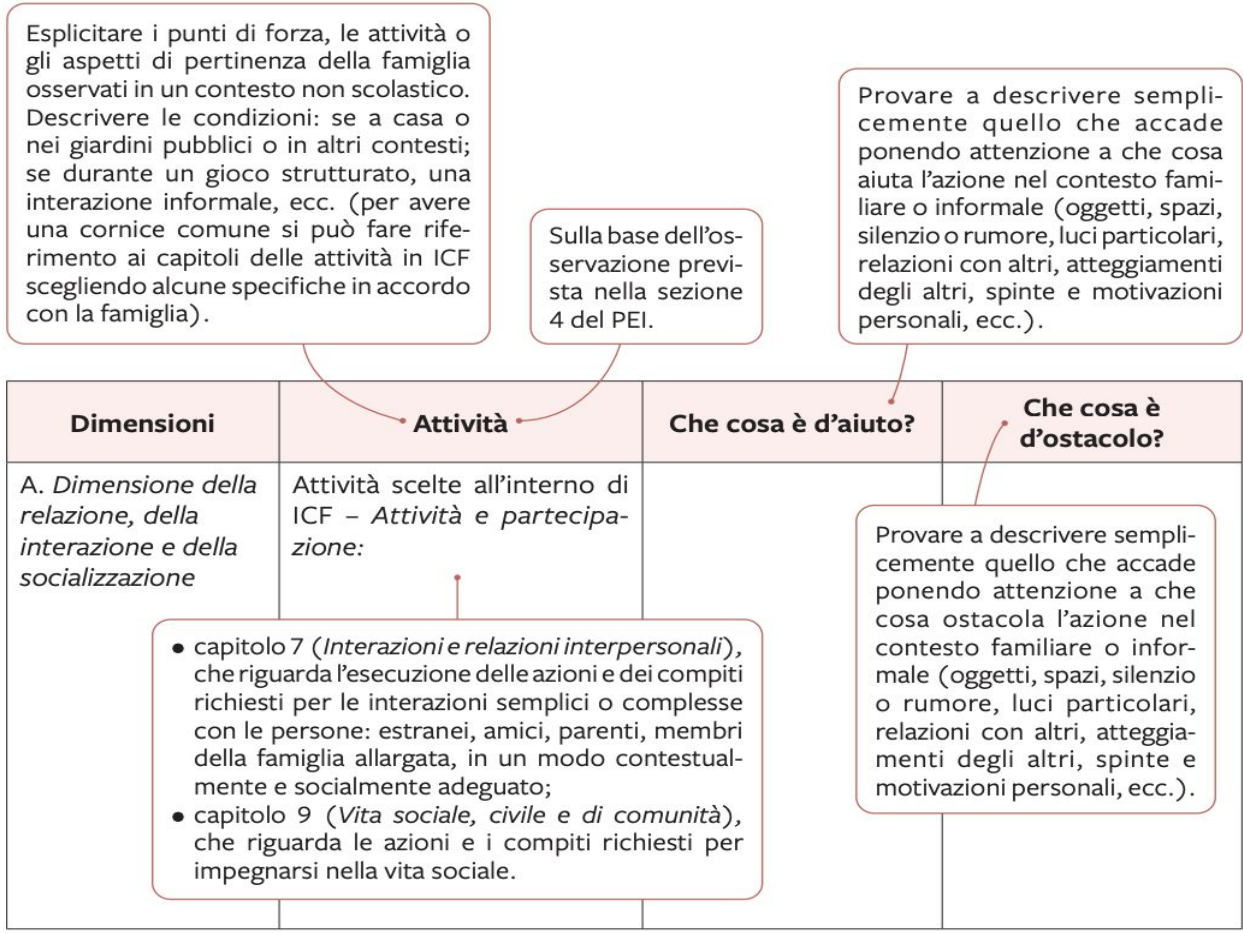 Esplicitare i punti di forza, le attività o
gli aspetti di pertinenza della famiglia
osservati in un contesto non scolastico.
Descrivere le condizioni: se a casa o
nei giardini pubblici o in altri contesti;
se durante un gioco strutturato, una
interazione informale, ecc. (per avere
una cornice comune si può fare rife-
rimento ai capitoli delle attività in ICF
scegliendo alcune specifiche in accordo
con la famiglia).
Sulla base dell'os-
servazione previ-
sta nella sezione
4 del PEI.
Provare a descrivere sempli-
cemente quello che accade
ponendo attenzione a che cosa
aiuta l'azione nel contesto fami-
liare o informale (oggetti, spazi,
silenzio o rumore, luci particolari,
relazioni con altri, atteggiamenti
degli altri, spinte e motivazioni
personali, ecc.).
Dimensioni
Attività
Che cosa è d'aiuto?
Che cosa è
d'ostacolo?
A. Dimensione della
relazione, della
interazione e della
socializzazione
Attività scelte all'interno di
ICF – Attività e partecipa-
zione:
• capitolo 7 (Interazioni e relazioni interpersonali),
che riguarda l'esecuzione delle azioni e dei compiti
richiesti per le interazioni semplici o complesse
con le persone: estranei, amici, parenti, membri
della famiglia allargata, in un modo contestual-
mente e socialmente adeguato;
• capitolo 9 (Vita sociale, civile e di comunità),
che riguarda le azioni e i compiti richiesti per
impegnarsi nella vita sociale.
Provare a descrivere sempli-
cemente quello che accade
ponendo attenzione a che
cosa ostacola l'azione nel
contesto familiare o infor-
male (oggetti, spazi, silenzio
o rumore, luci particolari,
relazioni con altri, atteggia-
menti degli altri, spinte e
motivazioni personali, ecc.).